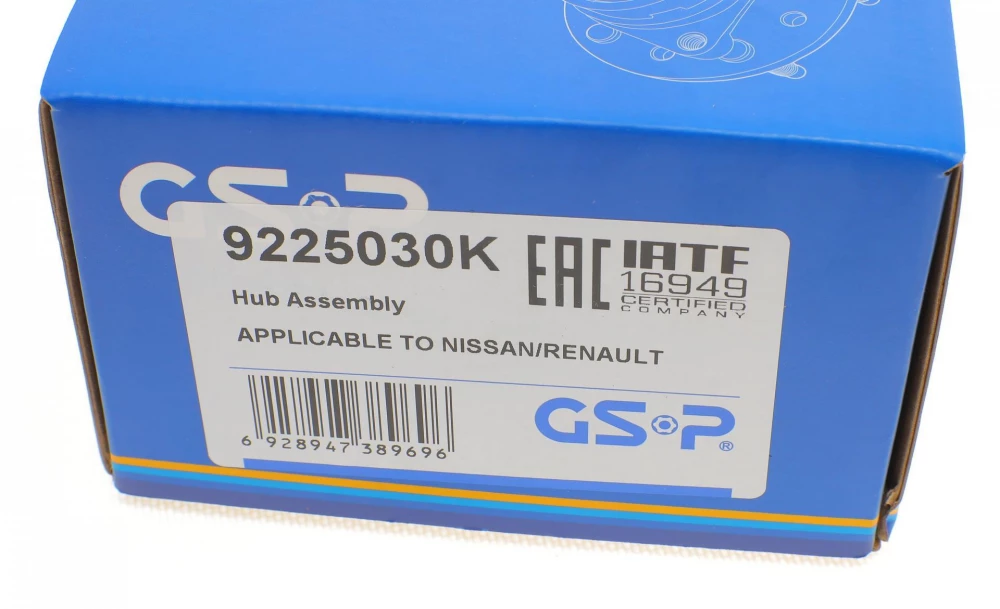 GSP
9225030K
EAC
IATF
16949
CERTIFIED
COMPANY
Hub Assembly
APPLICABLE TO NISSAN/RENAULT
6 928947 389696
GSP®